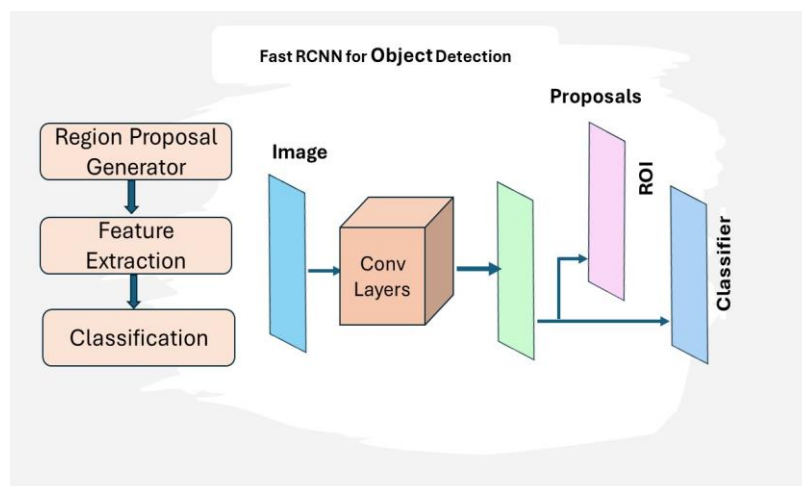 Fast RCNN for Object Detection
Region Proposal
Generator
Feature
Extraction
Classification
Image
Conv
Layers
Proposals
ROI
Classifier